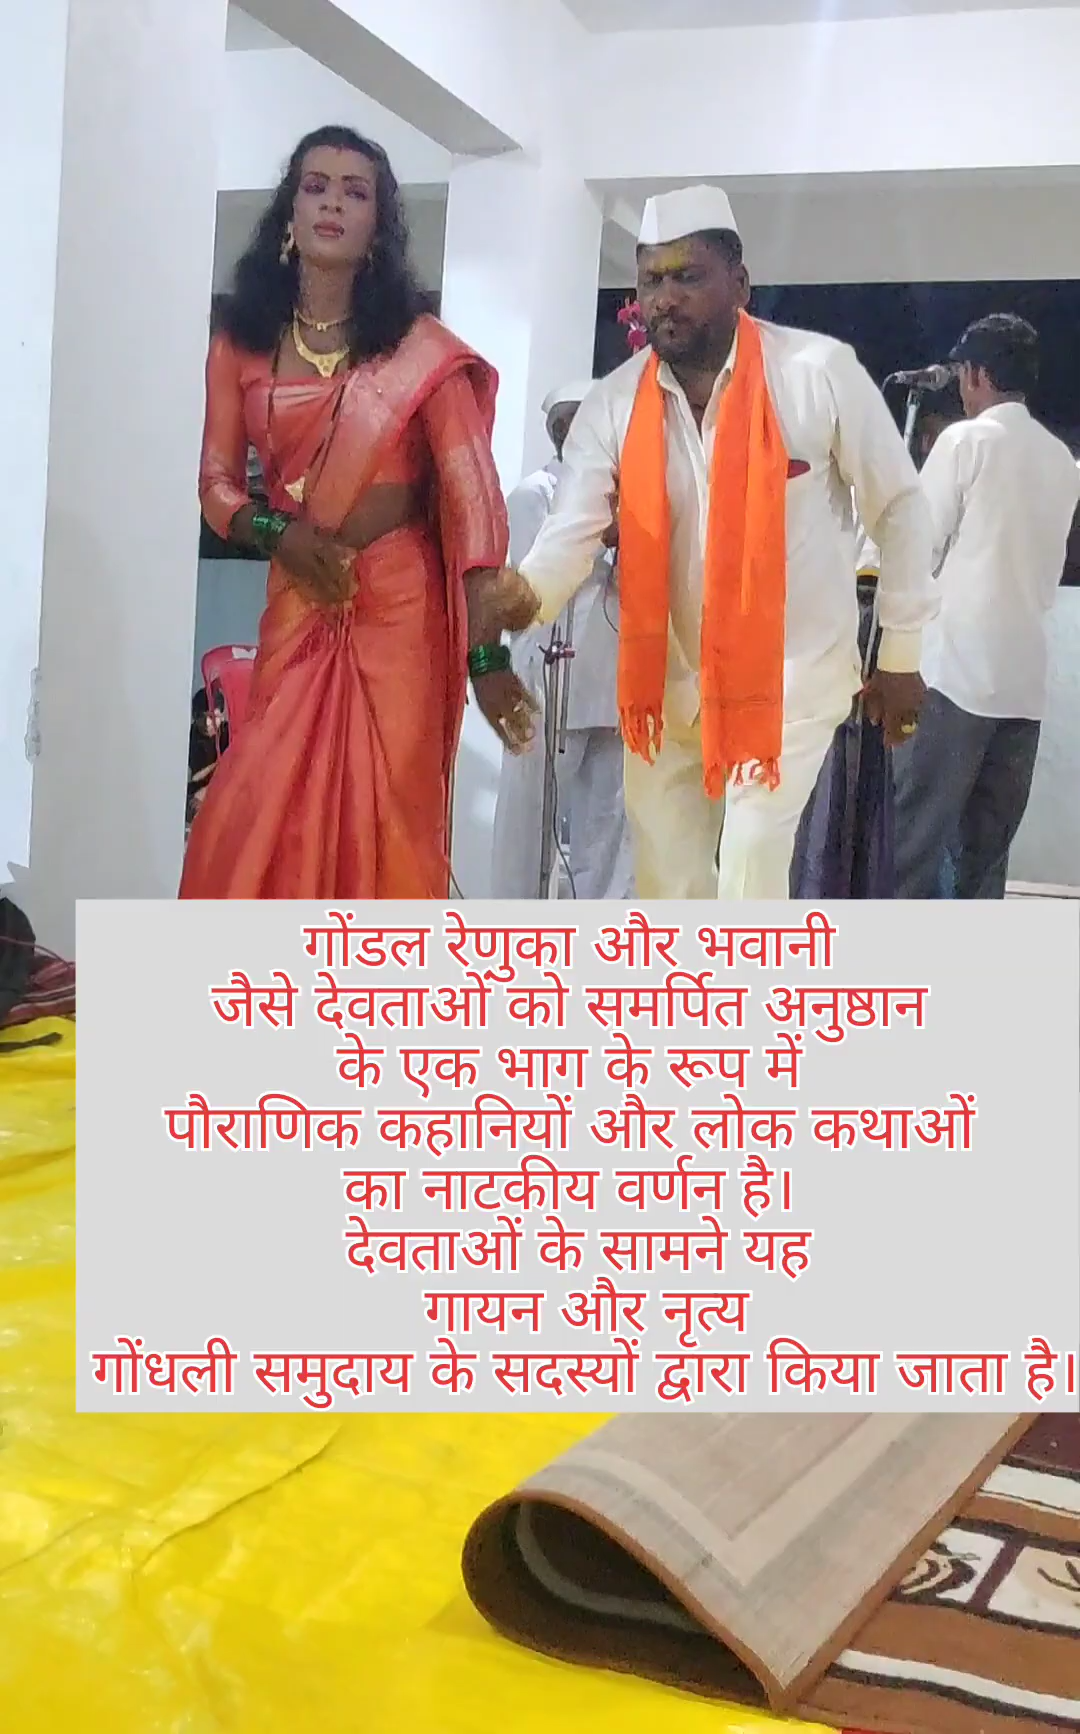 गोंडल रेणुका और भवानी
जैसे देवताओं को समर्पित अनुष्ठान
के एक भाग के रूप में
पौराणिक कहानियों और लोक कथाओं
का नाटकीय वर्णन है।
देवताओं के सामने यह
गायन और नृत्य
गोंधली समुदाय के सदस्यों द्वारा किया जाता है।